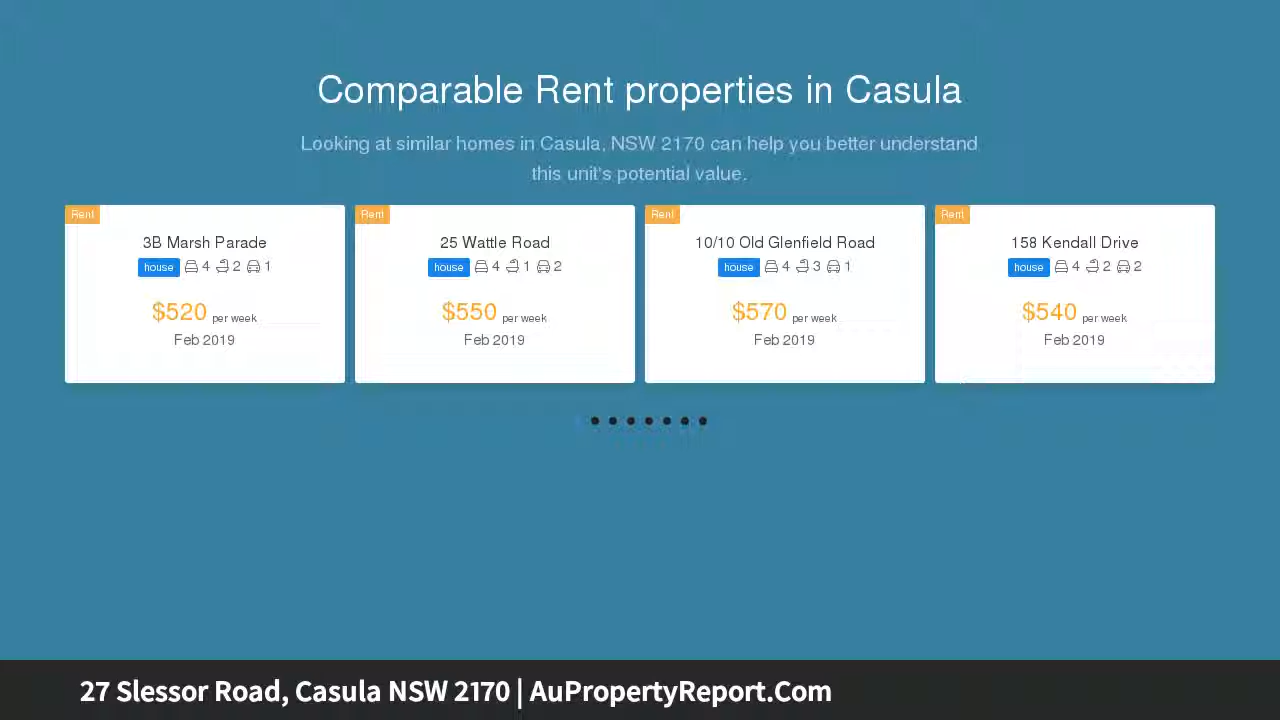 Comparable Rent properties in Casula
Looking at similar homes in Casula, NSW 2170 can help you better understand
this unit's potential value.
Rent
3B Marsh Parade
house 4 2 1
$520 per week
Feb 2019
Rent
25 Wattle Road
house 4 1 2
$550 per week
Feb 2019
Rent
10/10 Old Glenfield Road
house 4 3 1
$570 per week
Feb 2019
Rent
158 Kendall Drive
house 4 2 2
$540 per week
Feb 2019
27 Slessor Road, Casula NSW 2170 | AuPropertyReport.Com